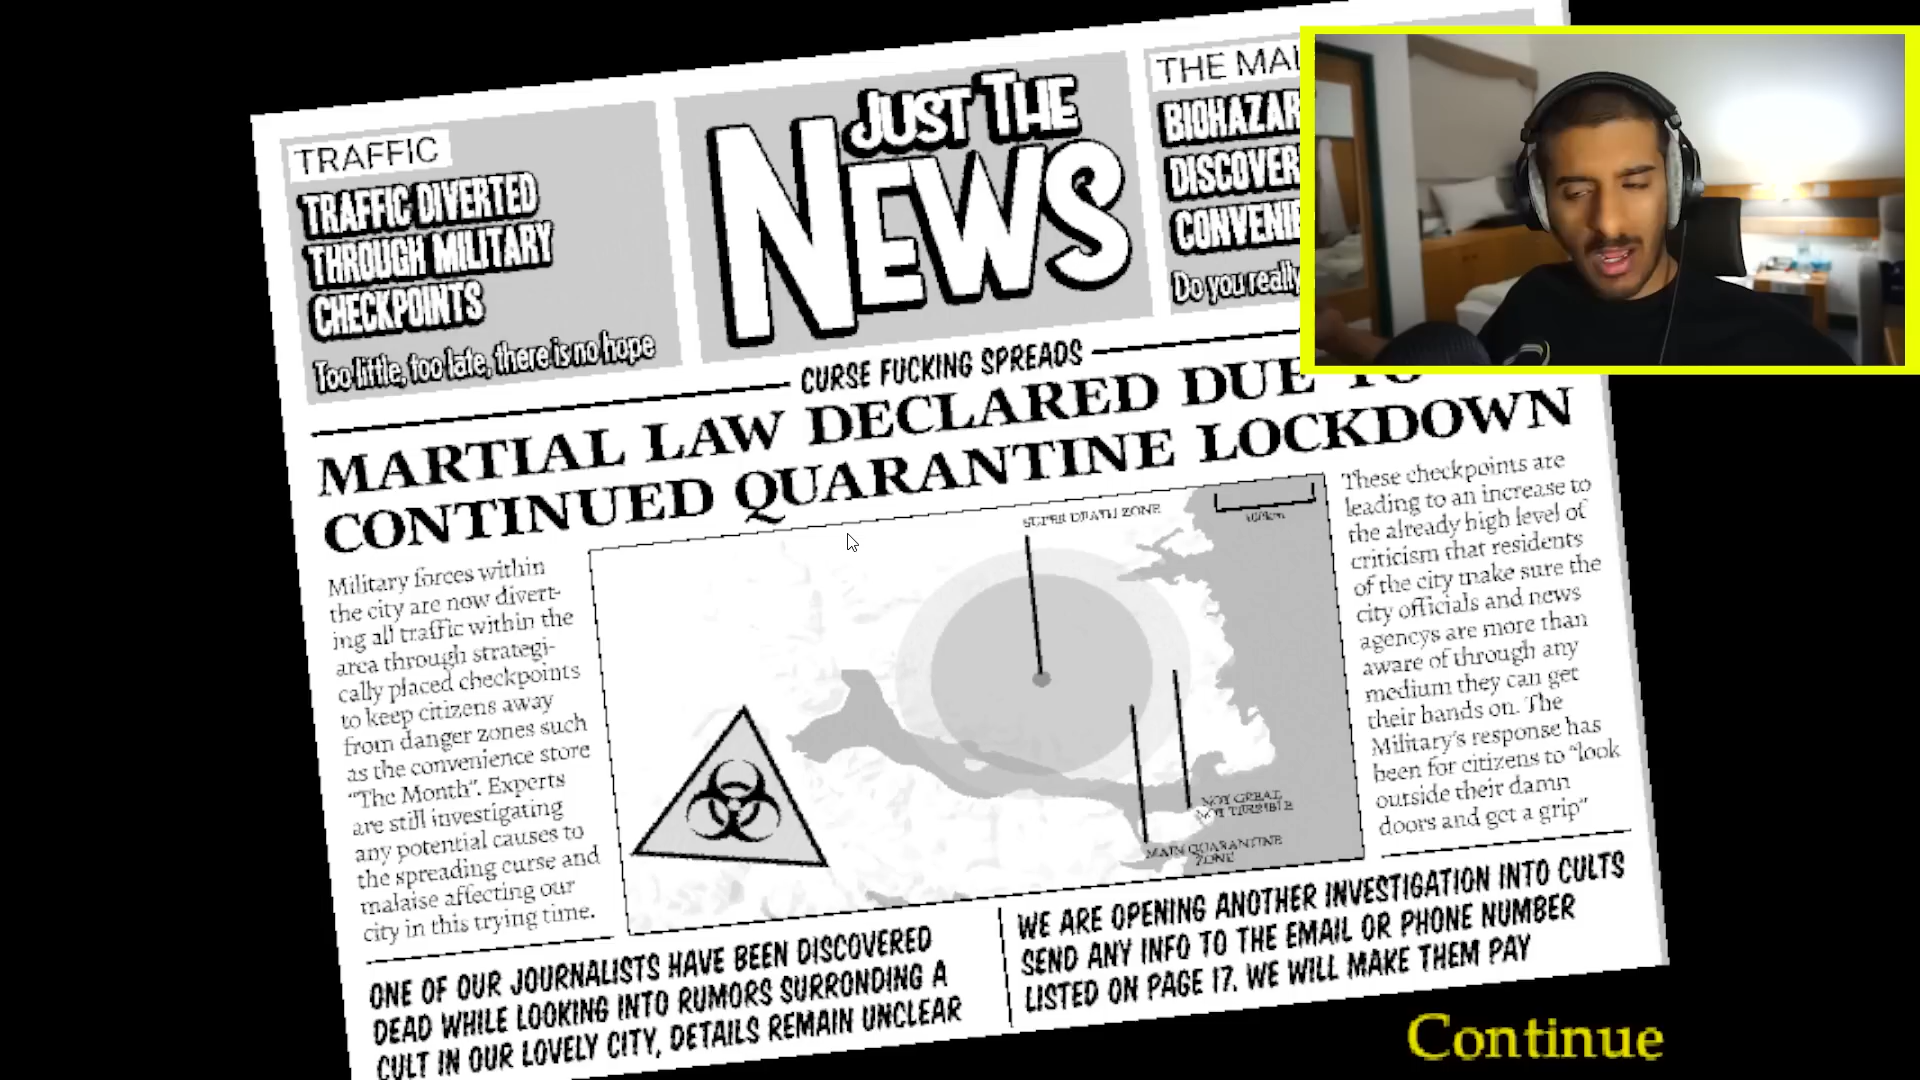 TRAFFIC
TRAFFIC DIVERTED
THROUGH MILITARY
CHECKPOINTS
Too little, too late, there is no hope
JUST THE
NEWS
THE
BIOHAZAR
DISCOVER
CONVENIE
Do you really
CURSE FUCKING SPREADS
MARTIAL LAW DECLARED DUE TO
CONTINUED QUARANTINE LOCKDOWN
Military forces within
the city are now divert-
ing all traffic within the
area through strategi-
cally placed checkpoints
to keep citizens away
from danger zones such
as the convenience store
"The Month". Experts
are still investigating
any potential causes to
the spreading curse and
malaise affecting our
city in this trying time.
SUPER DEATH ZONE
NOT GREAT,
NOT TERRIBLE
MAIN QUARANTINE
ZONE
These checkpoints are
leading to an increase to
the already high level of
criticism that residents
of the city make sure the
city officials and news
agencys are more than
aware of through any
medium they can get
their hands on. The
Military's response has
been for citizens to "look
outside their damn
doors and get a grip"
ONE OF OUR JOURNALISTS HAVE BEEN DISCOVERED
DEAD WHILE LOOKING INTO RUMORS SURRONDING A
CULT IN OUR LOVELY CITY, DETAILS REMAIN UNCLEAR
WE ARE OPENING ANOTHER INVESTIGATION INTO CULTS
SEND ANY INFO TO THE EMAIL OR PHONE NUMBER
LISTED ON PAGE 17. WE WILL MAKE THEM PAY
Continue